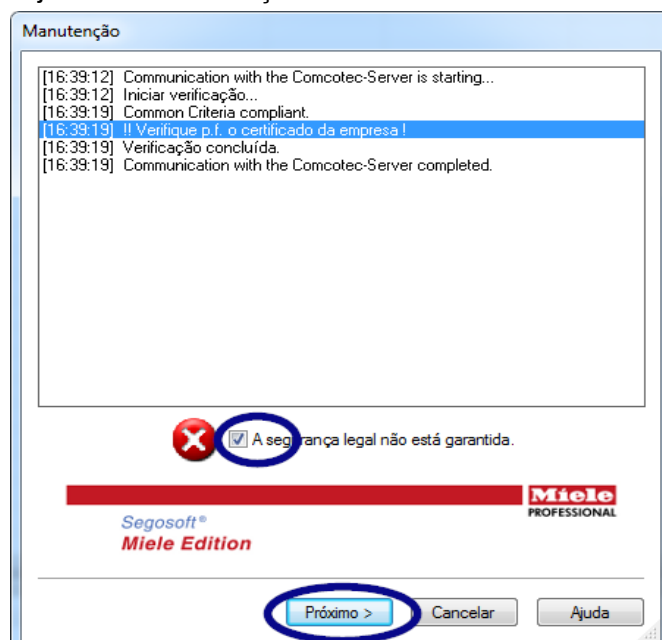 Manutenção
[16:39:12] Communication with the Comcotec-Server is starting...
[16:39:12] Iniciar verificação...
[16:39:19] Common Criteria compliant.
[16:39:19] !! Verifique p.f. o certificado da empresa !
[16:39:19] Verificação concluída.
[16:39:19] Communication with the Comcotec-Server completed.
A segurança legal não está garantida.
Miele
PROFESSIONAL
Segosoft®
Miele Edition
Próximo > Cancelar Ajuda